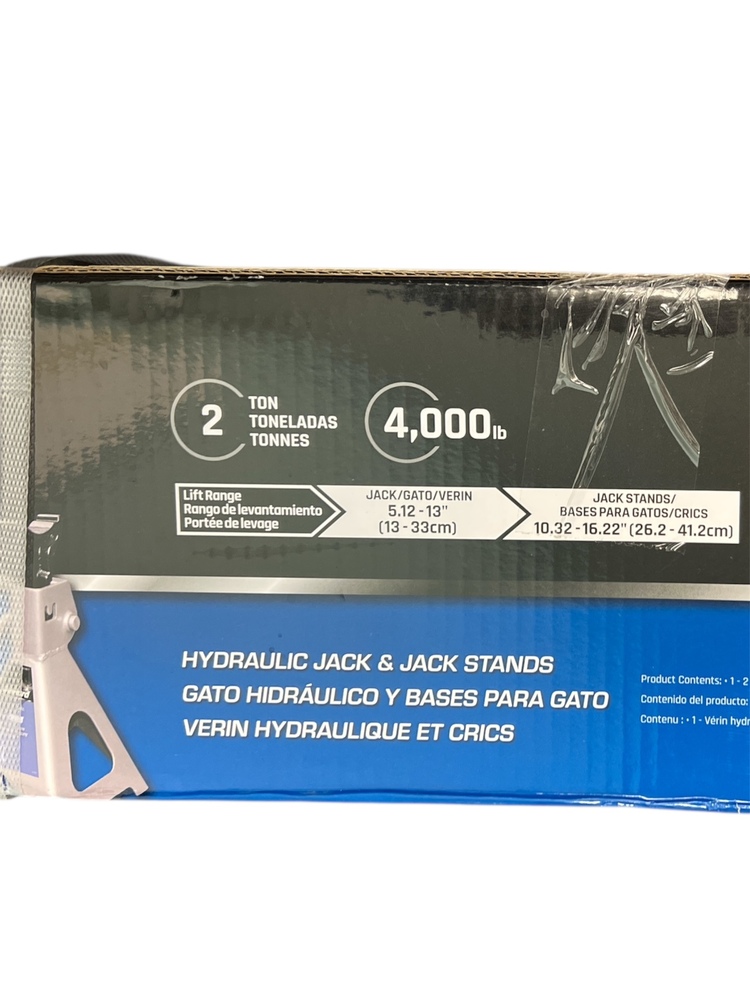 2
TON
TONELADAS
TONNES
4,000lb
Lift Range
Rango de levantamiento
Portée de levage
JACK/GATO/VERIN
5.12 - 13"
(13 - 33cm)
JACK STANDS/
BASES PARA GATOS/CRICS
10.32 - 16.22" (26.2 - 41.2cm)
HYDRAULIC JACK & JACK STANDS
GATO HIDRÁULICO Y BASES PARA GATO
VERIN HYDRAULIQUE ET CRICS
Product Contents: • 1 - 2
Contenido del producto:
Contenu : • 1 - Vérin hydr